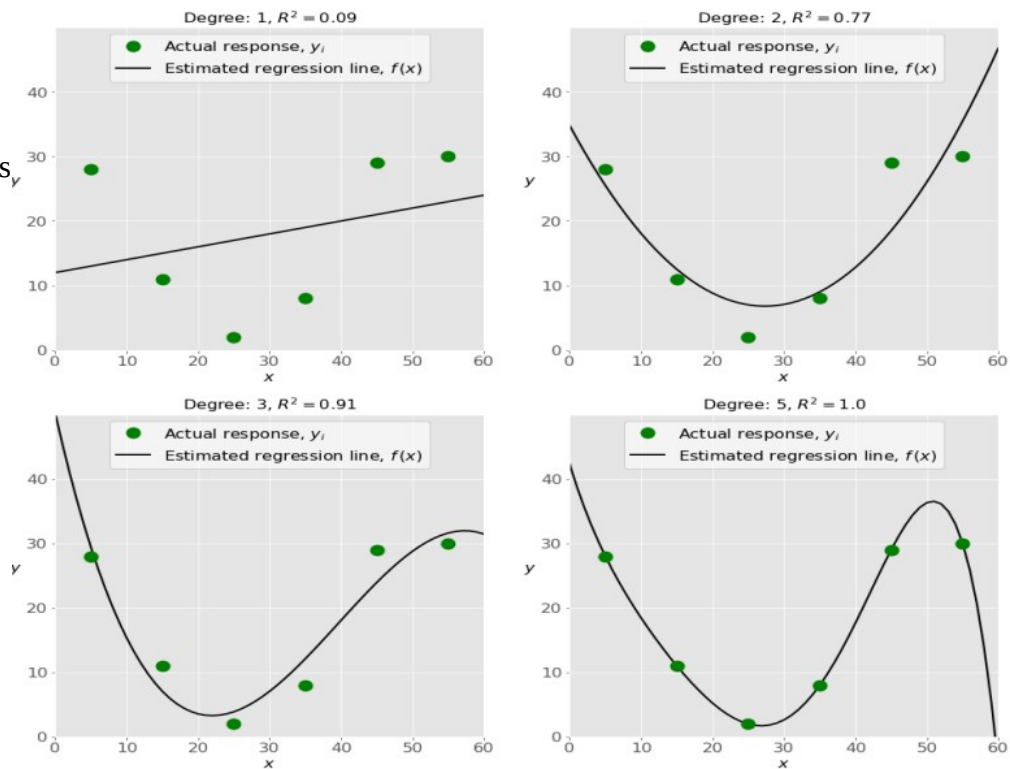 Degree: 1, R² = 0.09
Actual response, yᵢ
Estimated regression line, f(x)
40
30
20
10
0
y
0 10 20 30 40 50 60
x
Degree: 2, R² = 0.77
Actual response, yᵢ
Estimated regression line, f(x)
40
30
20
10
0
y
0 10 20 30 40 50 60
x
s
Degree: 3, R² = 0.91
Actual response, yᵢ
Estimated regression line, f(x)
40
30
20
10
0
y
0 10 20 30 40 50 60
x
Degree: 5, R² = 1.0
Actual response, yᵢ
Estimated regression line, f(x)
40
30
20
10
0
y
0 10 20 30 40 50 60
x